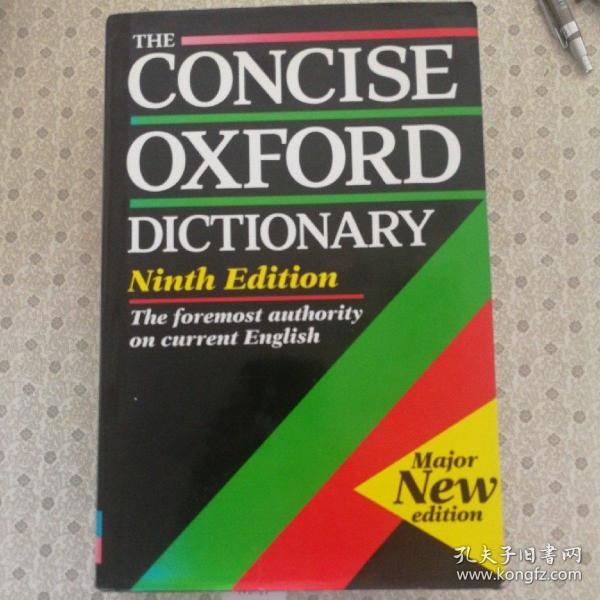 THE
CONCISE
OXFORD
DICTIONARY
Ninth Edition
The foremost authority
on current English
Major
New
edition
孔夫子旧书网
www.kongfz.com